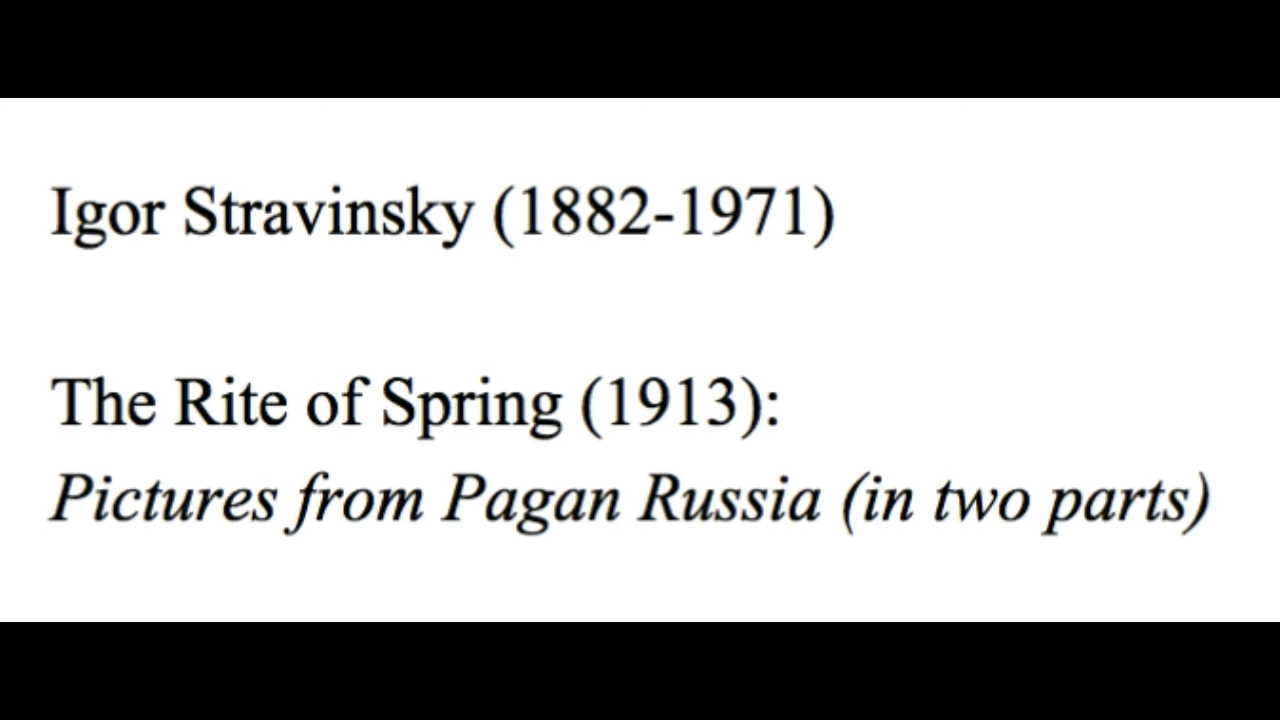 Igor Stravinsky (1882-1971)
The Rite of Spring (1913):
Pictures from Pagan Russia (in two parts)